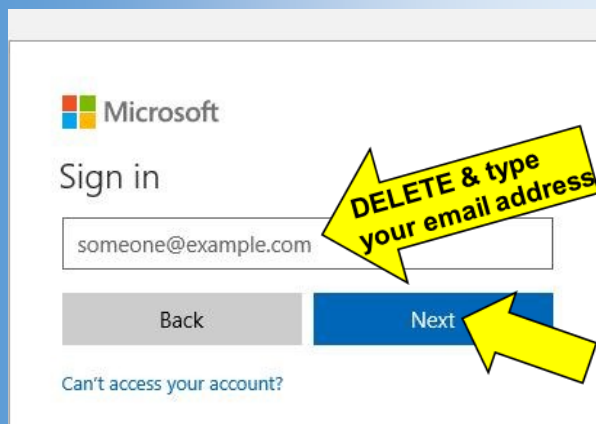 Microsoft
Sign in
DELETE & type
your email address
someone@example.com
Back
Next
Can't access your account?